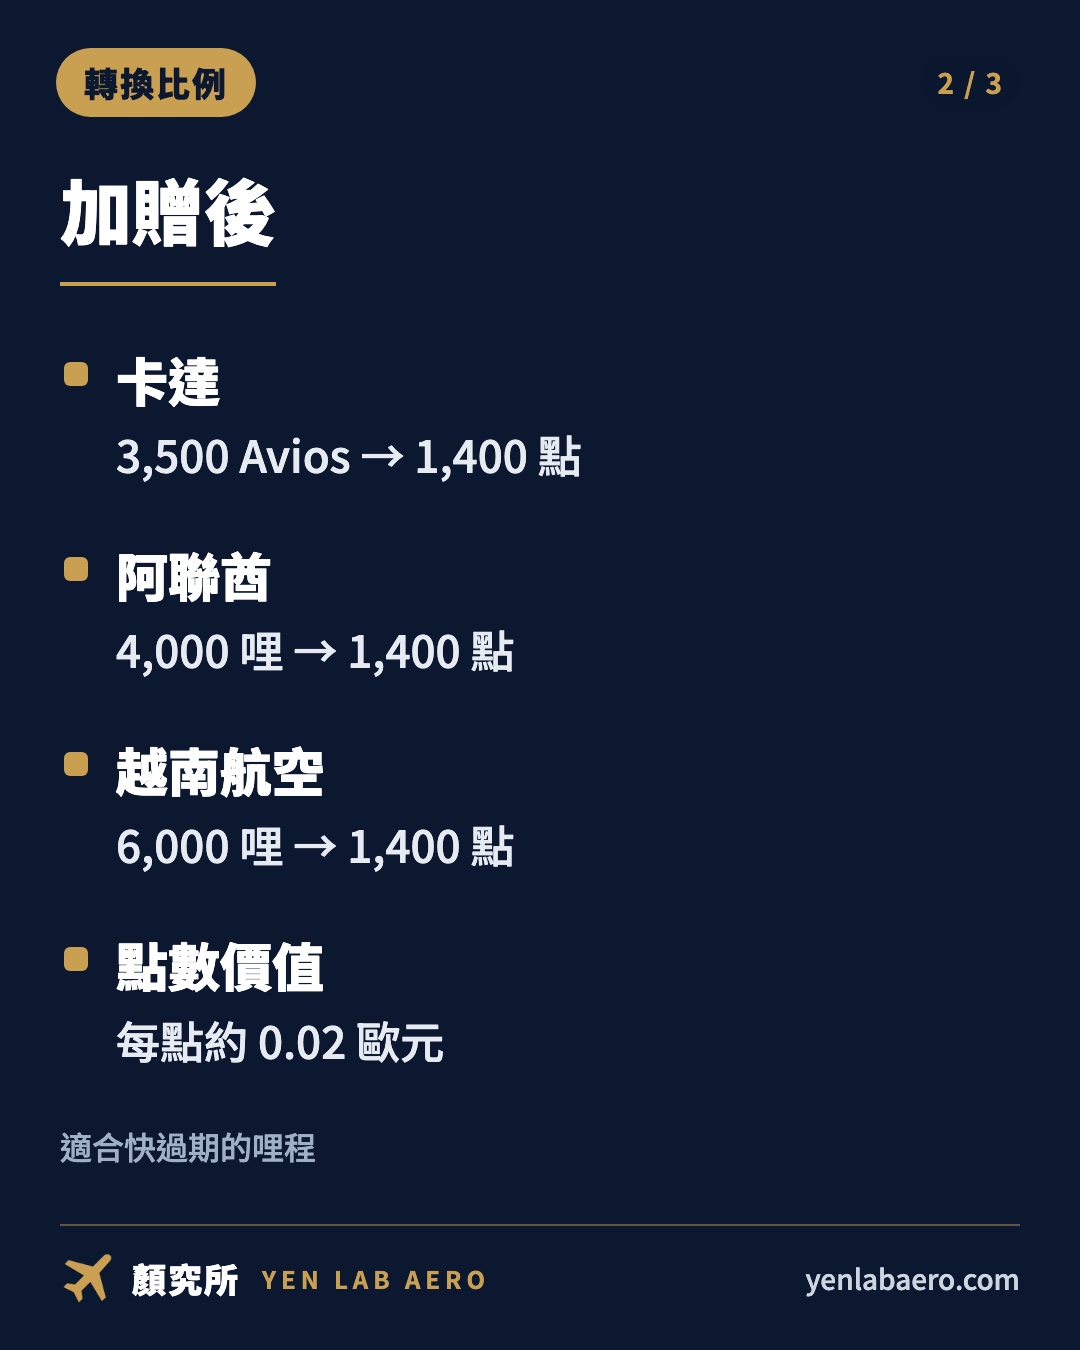 轉換比例
2 / 3
加贈後
卡達
3,500 Avios → 1,400 點
阿聯酋
4,000 哩 → 1,400 點
越南航空
6,000 哩 → 1,400 點
點數價值
每點約 0.02 歐元
適合快過期的哩程
顏究所 YEN LAB AERO
yenlabaero.com